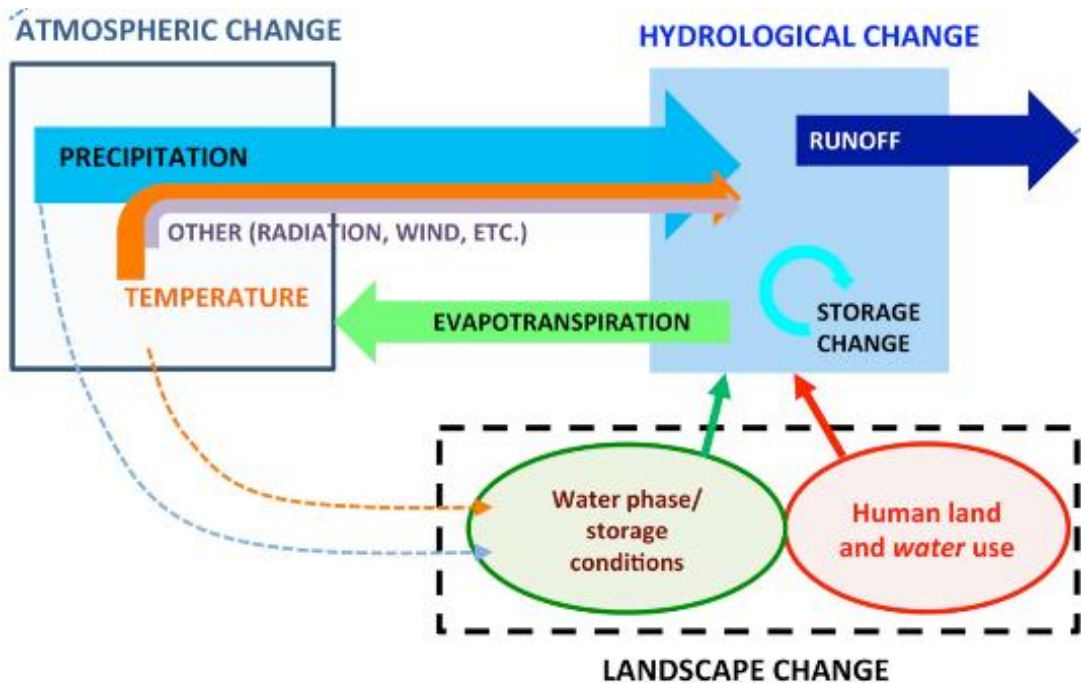 ATMOSPHERIC CHANGE
HYDROLOGICAL CHANGE
PRECIPITATION
RUNOFF
OTHER (RADIATION, WIND, ETC.)
TEMPERATURE
EVAPOTRANSPIRATION
STORAGE
CHANGE
Water phase/
storage
conditions
Human land
and water use
LANDSCAPE CHANGE